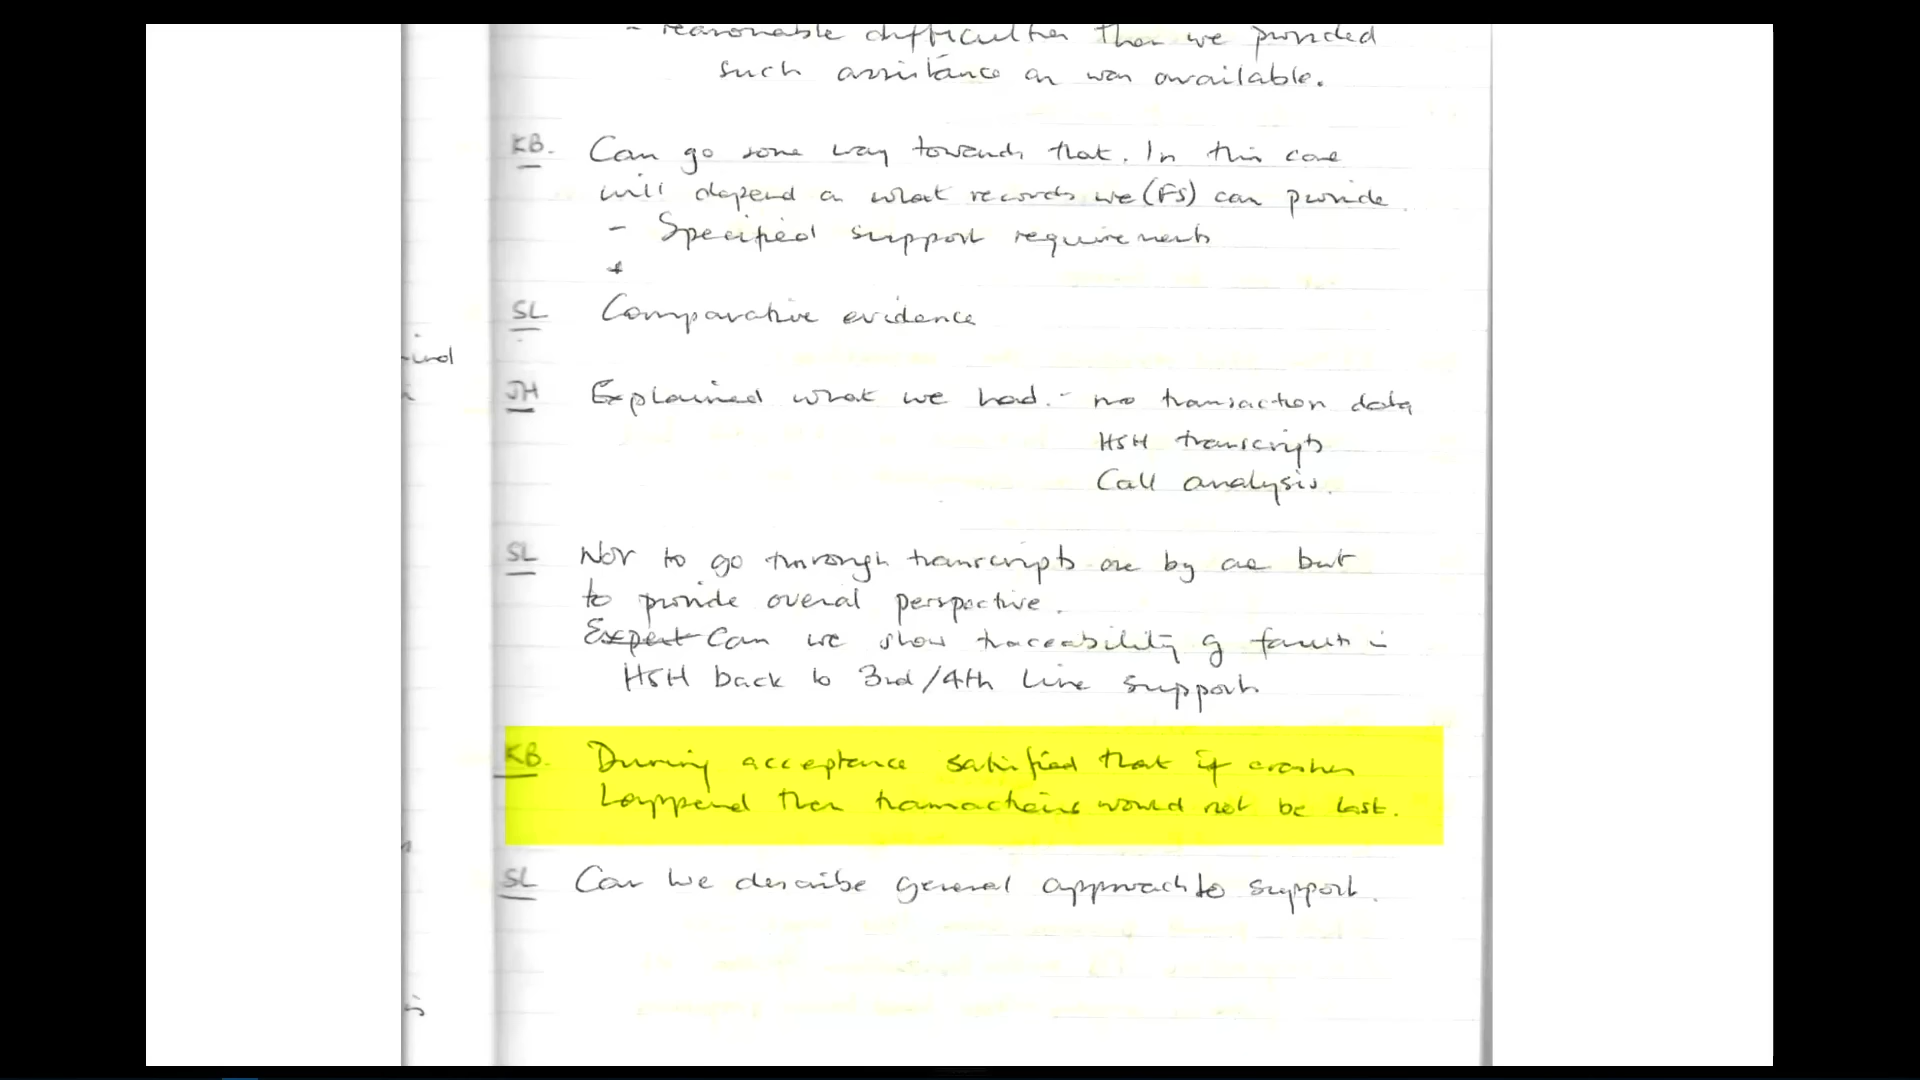 - reasonable difficulties then we provided
such assistance as was available.
KB. Can go some way towards that. In this case
will depend on what records we (FS) can provide.
- Specified support requirements
+
SL Comparative evidence
ind
JH Explained what we had. - no transaction data
HSH transcripts
Call analysis.
SL Not to go through transcripts one by one but
to provide overall perspective.
Expert Can we show traceability of faults in
HSH back to 3rd/4th line support.
KB. During acceptance satisfied that if crashes
happened then transactions would not be lost.
SL Can we describe general approach to support.